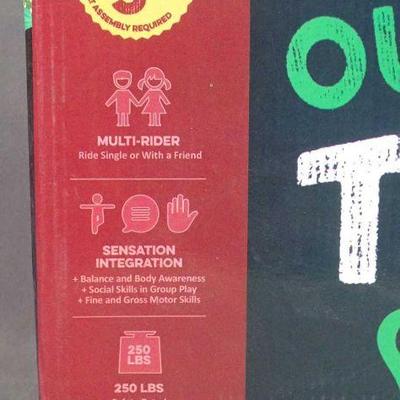 ASSEMBLY REQUIRED
MULTI-RIDER
Ride Single or With a Friend
SENSATION
INTEGRATION
+ Balance and Body Awareness
+ Social Skills in Group Play
+ Fine and Gross Motor Skills
250
LBS
250 LBS
OU
T